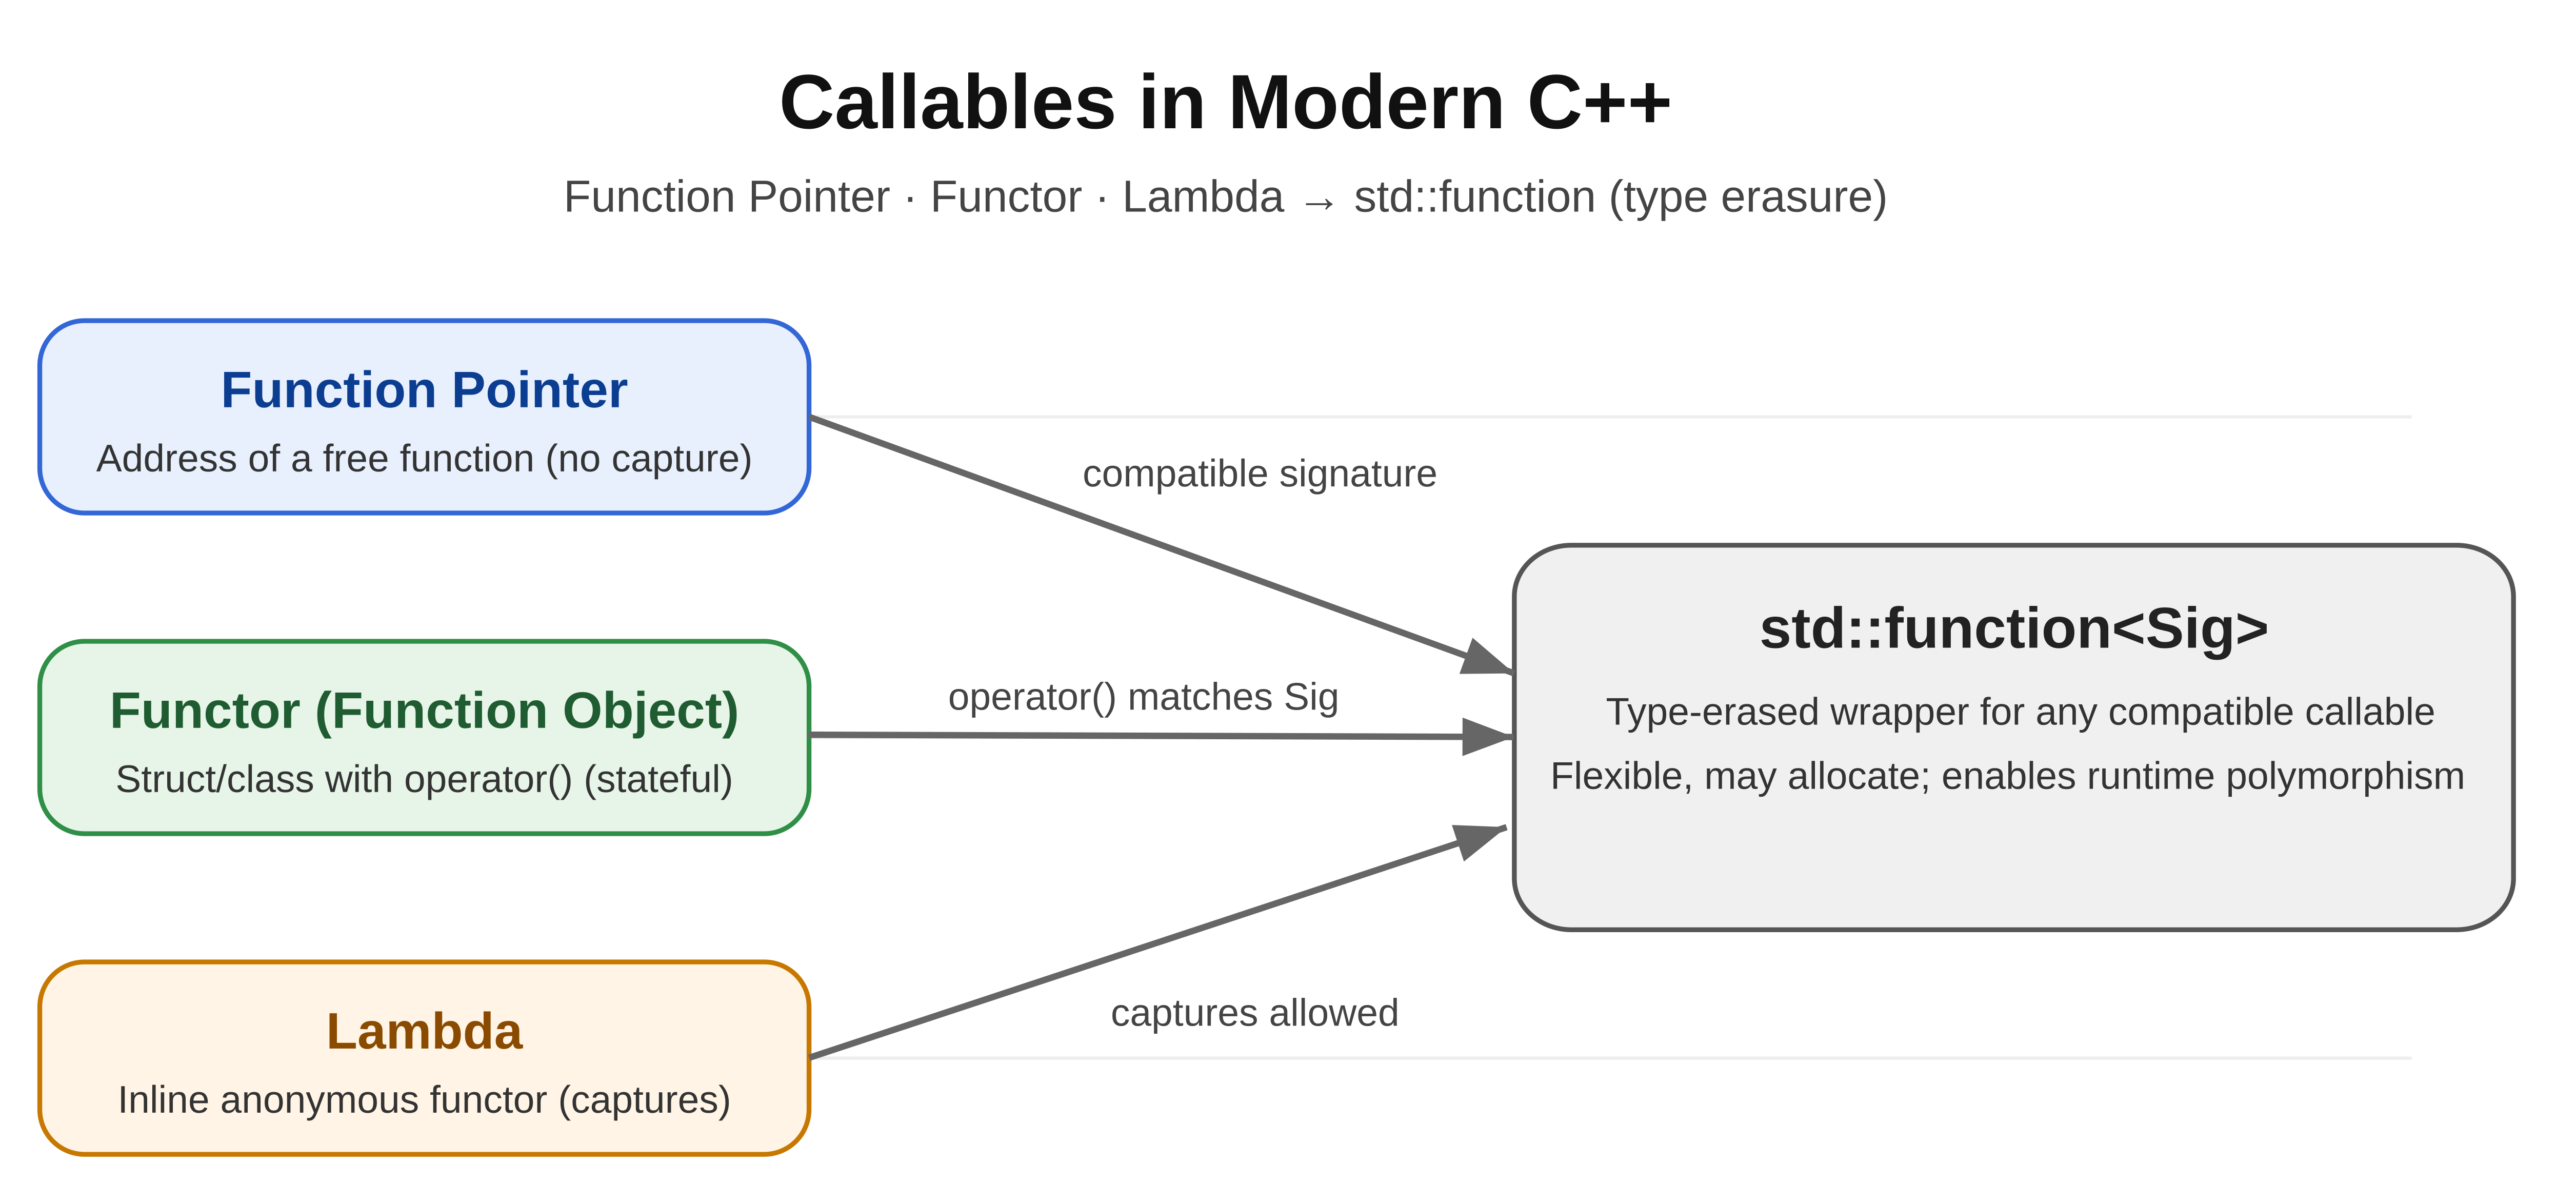 Callables in Modern C++
Function Pointer · Functor · Lambda → std::function (type erasure)
Function Pointer
Address of a free function (no capture)
compatible signature
Functor (Function Object)
Struct/class with operator() (stateful)
operator() matches Sig
std::function<Sig>
Type-erased wrapper for any compatible callable
Flexible, may allocate; enables runtime polymorphism
Lambda
Inline anonymous functor (captures)
captures allowed